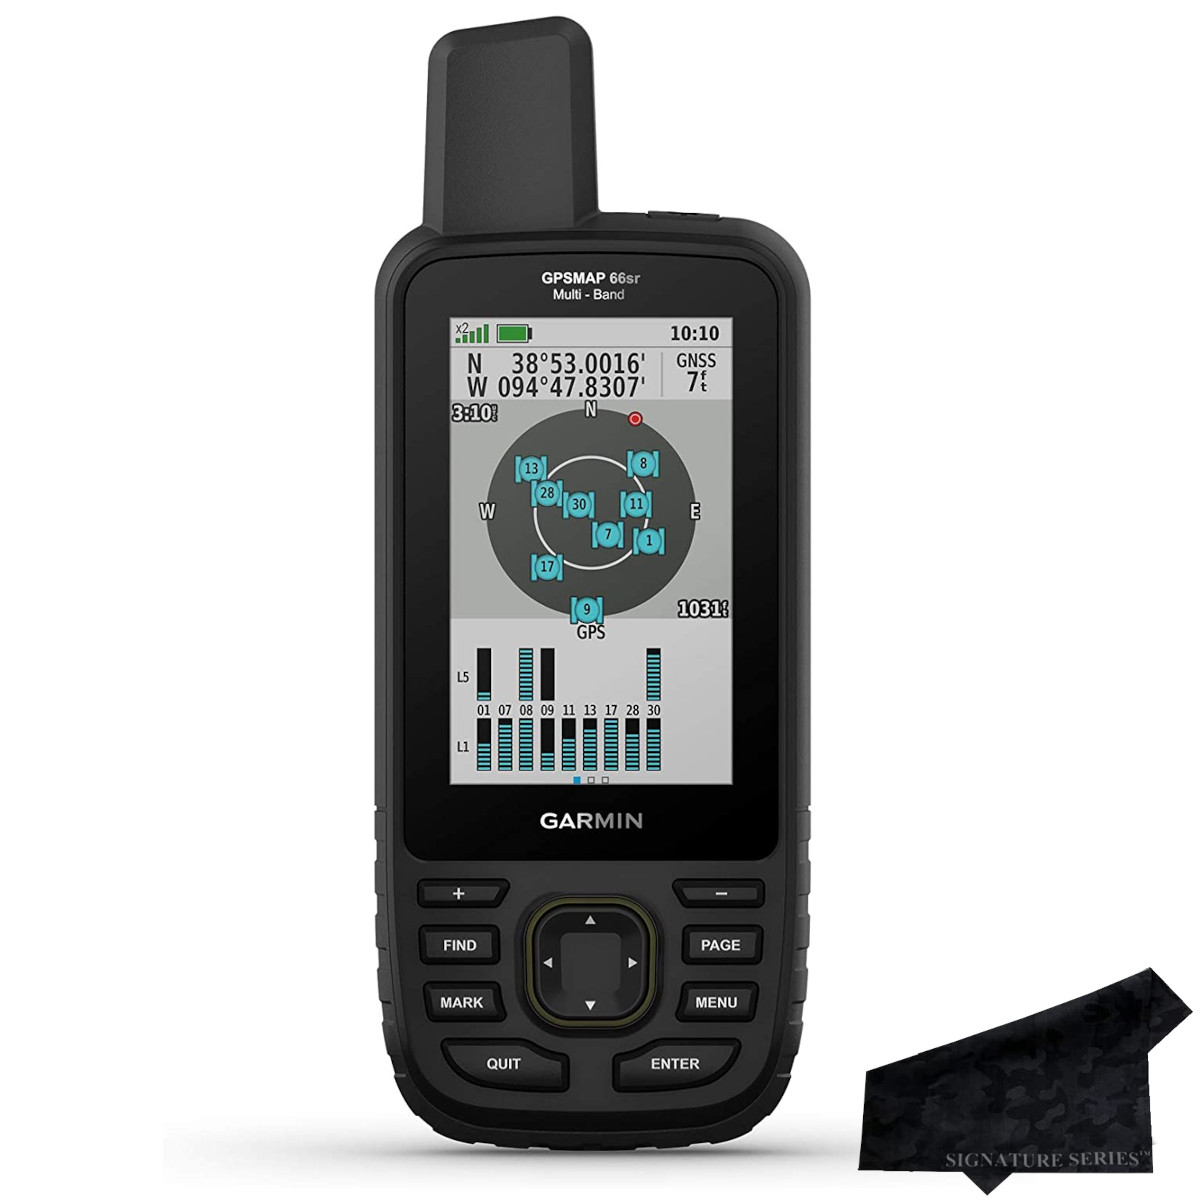 GPSMAP 66sr
Multi - Band
x2
10:10
N 38°53.0016'
W 094°47.8307'
GNSS
7ft
3:10
N
13
8
28
30
11
W
E
7
1
17
9
1031ft
GPS
L5
01 07 08 09 11 13 17 28 30
L1
GARMIN
+
−
FIND
PAGE
MARK
MENU
QUIT
ENTER
SIGNATURE SERIES™